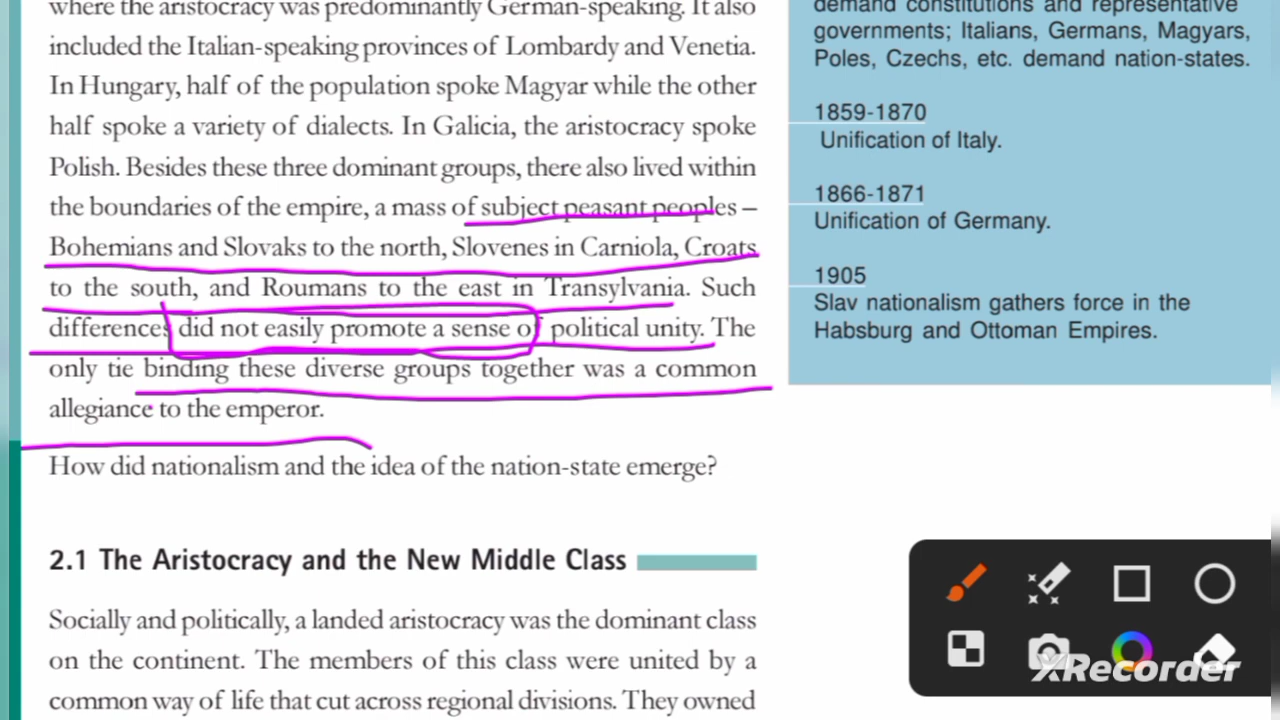 where the aristocracy was predominantly German-speaking. It also
included the Italian-speaking provinces of Lombardy and Venetia.
In Hungary, half of the population spoke Magyar while the other
half spoke a variety of dialects. In Galicia, the aristocracy spoke
Polish. Besides these three dominant groups, there also lived within
the boundaries of the empire, a mass of subject peasant peoples –
Bohemians and Slovaks to the north, Slovenes in Carniola, Croats
to the south, and Roumans to the east in Transylvania. Such
differences did not easily promote a sense of political unity. The
only tie binding these diverse groups together was a common
allegiance to the emperor.
How did nationalism and the idea of the nation-state emerge?
2.1 The Aristocracy and the New Middle Class
Socially and politically, a landed aristocracy was the dominant class
on the continent. The members of this class were united by a
common way of life that cut across regional divisions. They owned
demand constitutions and representative
governments; Italians, Germans, Magyars,
Poles, Czechs, etc. demand nation-states.
1859-1870
Unification of Italy.
1866-1871
Unification of Germany.
1905
Slav nationalism gathers force in the
Habsburg and Ottoman Empires.
XRecorder